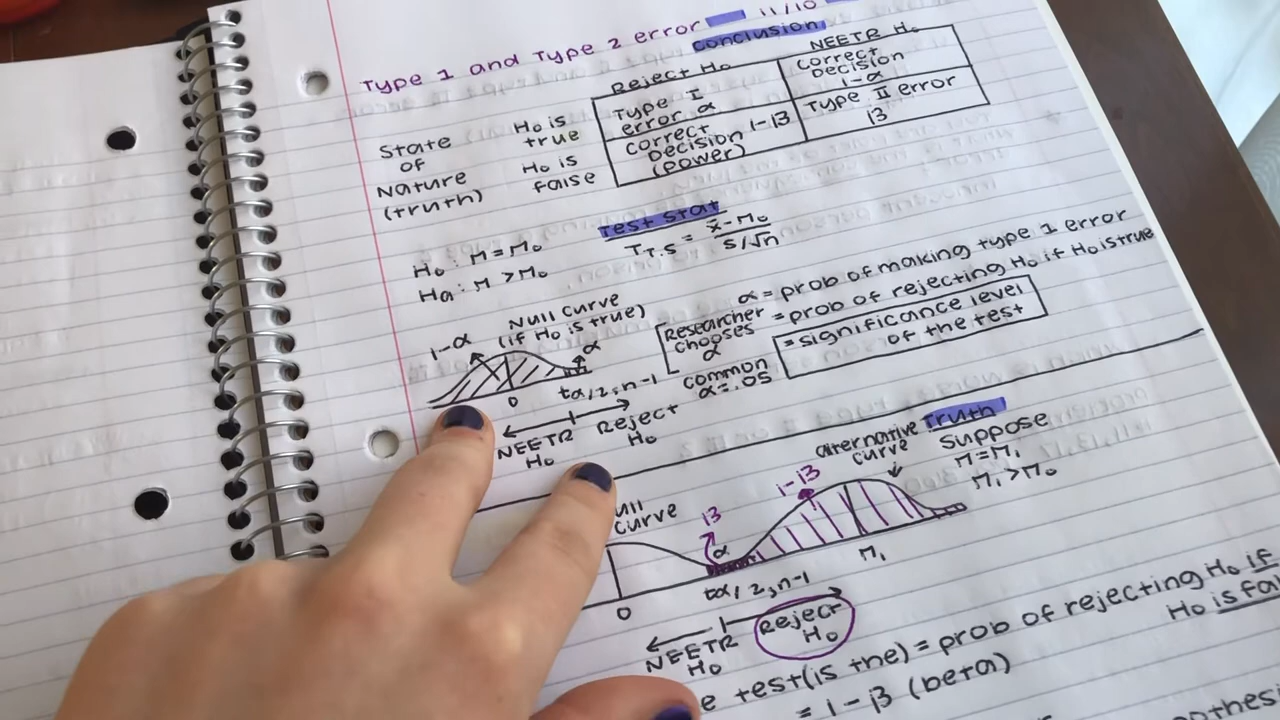 Type 1 and Type 2 error 11/10
conclusion
Reject H₀ NEETR H₀
State of Nature (truth)
H₀ is true
Type I error α
correct Decision 1-α
H₀ is false
correct Decision (power) 1-β
Type II error β
Test Stat
H₀ : M = M₀
Ha : M > M₀
T T.S = x̄ - M₀ / s/√n
Null curve
(if H₀ is true)
1-α
α
0
tα/2, n-1
NEETR H₀
Reject H₀
α = prob of making type 1 error
= prob of rejecting H₀ if H₀ is true
= significance level
of the test
Researcher
chooses
α
common
α = .05
Truth
Suppose
M = M₁
M₁ > M₀
alternative
curve
ull
curve
β
1-β
α
0
M₁
tα/2, n-1
NEETR H₀
Reject H₀
e test (is the) = prob of rejecting H₀ if
H₀ is fa
= 1-β (beta)